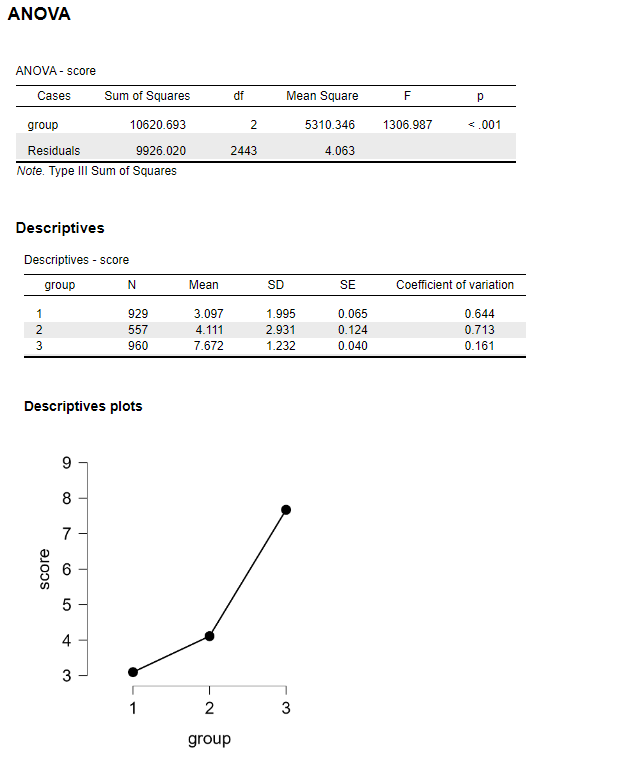 ANOVA
ANOVA - score
Cases Sum of Squares df Mean Square F p
group 10620.693 2 5310.346 1306.987 < .001
Residuals 9926.020 2443 4.063
Note. Type III Sum of Squares
Descriptives
Descriptives - score
group N Mean SD SE Coefficient of variation
1 929 3.097 1.995 0.065 0.644
2 557 4.111 2.931 0.124 0.713
3 960 7.672 1.232 0.040 0.161
Descriptives plots
9
8
7
6
5
4
3
score
1 2 3
group